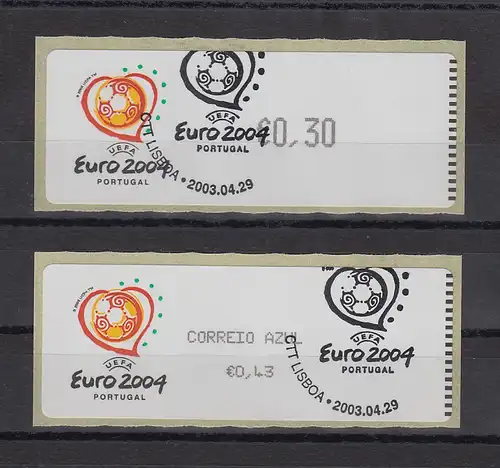 UEFA
Euro 2004
PORTUGAL
UEFA
Euro 2004
PORTUGAL
€0,30
CTT LISBOA • 2003.04.29
UEFA
Euro 2004
PORTUGAL
CORREIO AZUL
€0,43
UEFA
Euro 2004
PORTUGAL
CTT LISBOA • 2003.04.29